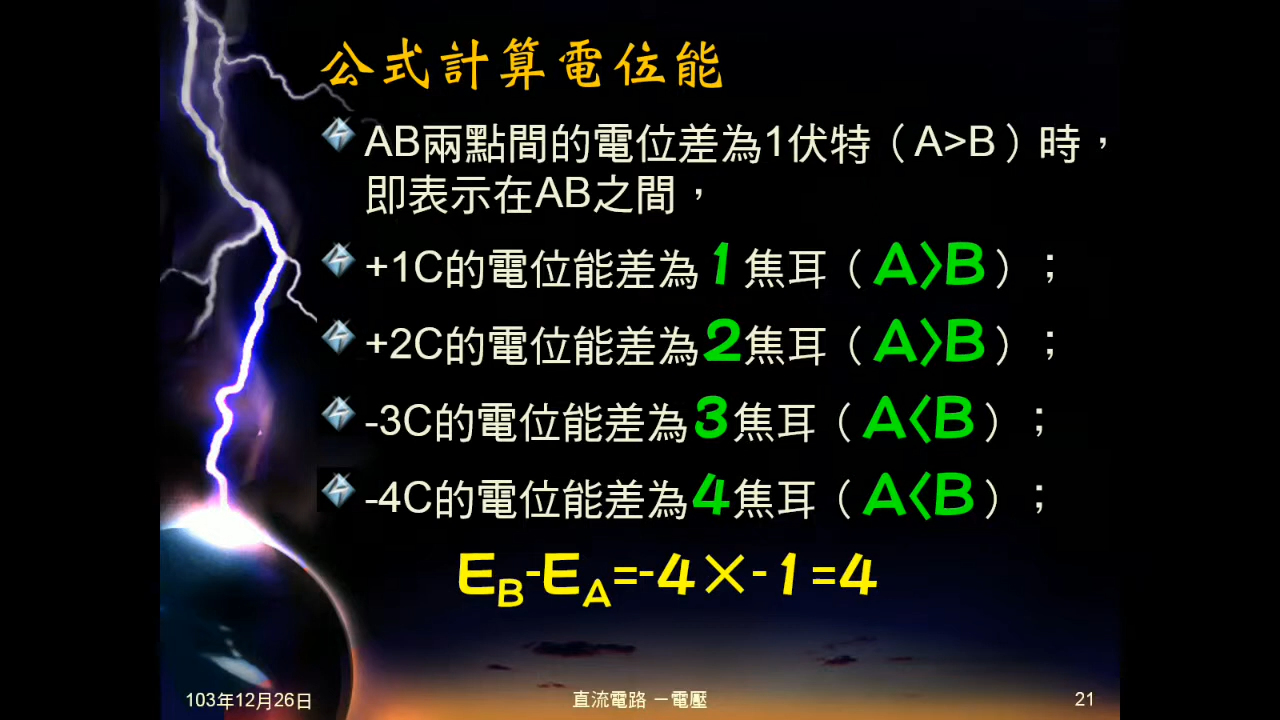 公式計算電位能
AB兩點間的電位差為1伏特（A>B）時，
即表示在AB之間，
+1C的電位能差為1焦耳（A>B）；
+2C的電位能差為2焦耳（A>B）；
-3C的電位能差為3焦耳（A<B）；
-4C的電位能差為4焦耳（A<B）；
EB-EA=-4×-1=4
103年12月26日
直流電路 －電壓
21